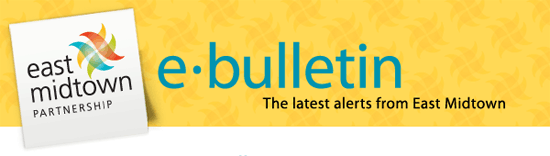 east
midtown
PARTNERSHIP
e·bulletin
The latest alerts from East Midtown